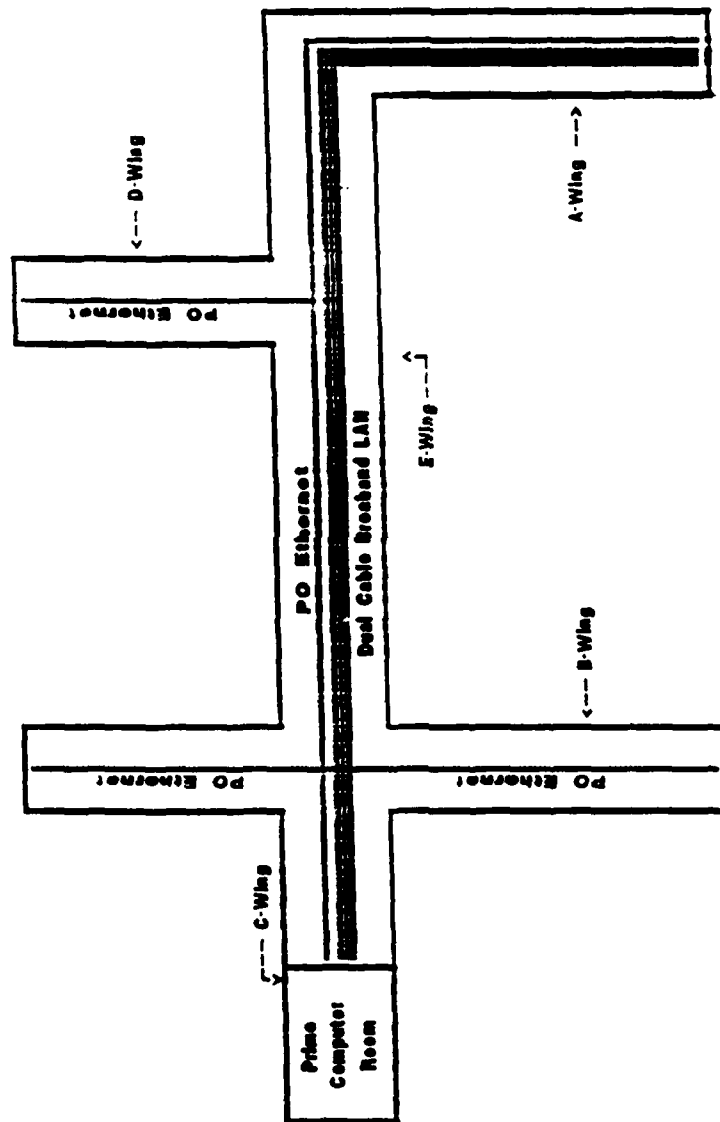 <--- D-Wing
PO Ethernet
A-Wing --->
E-Wing ---
PO Ethernet
Dual Cable Broadband LAN
<--- B-Wing
PO Ethernet
PO Ethernet
--- C-Wing
Prime
Computer
Room